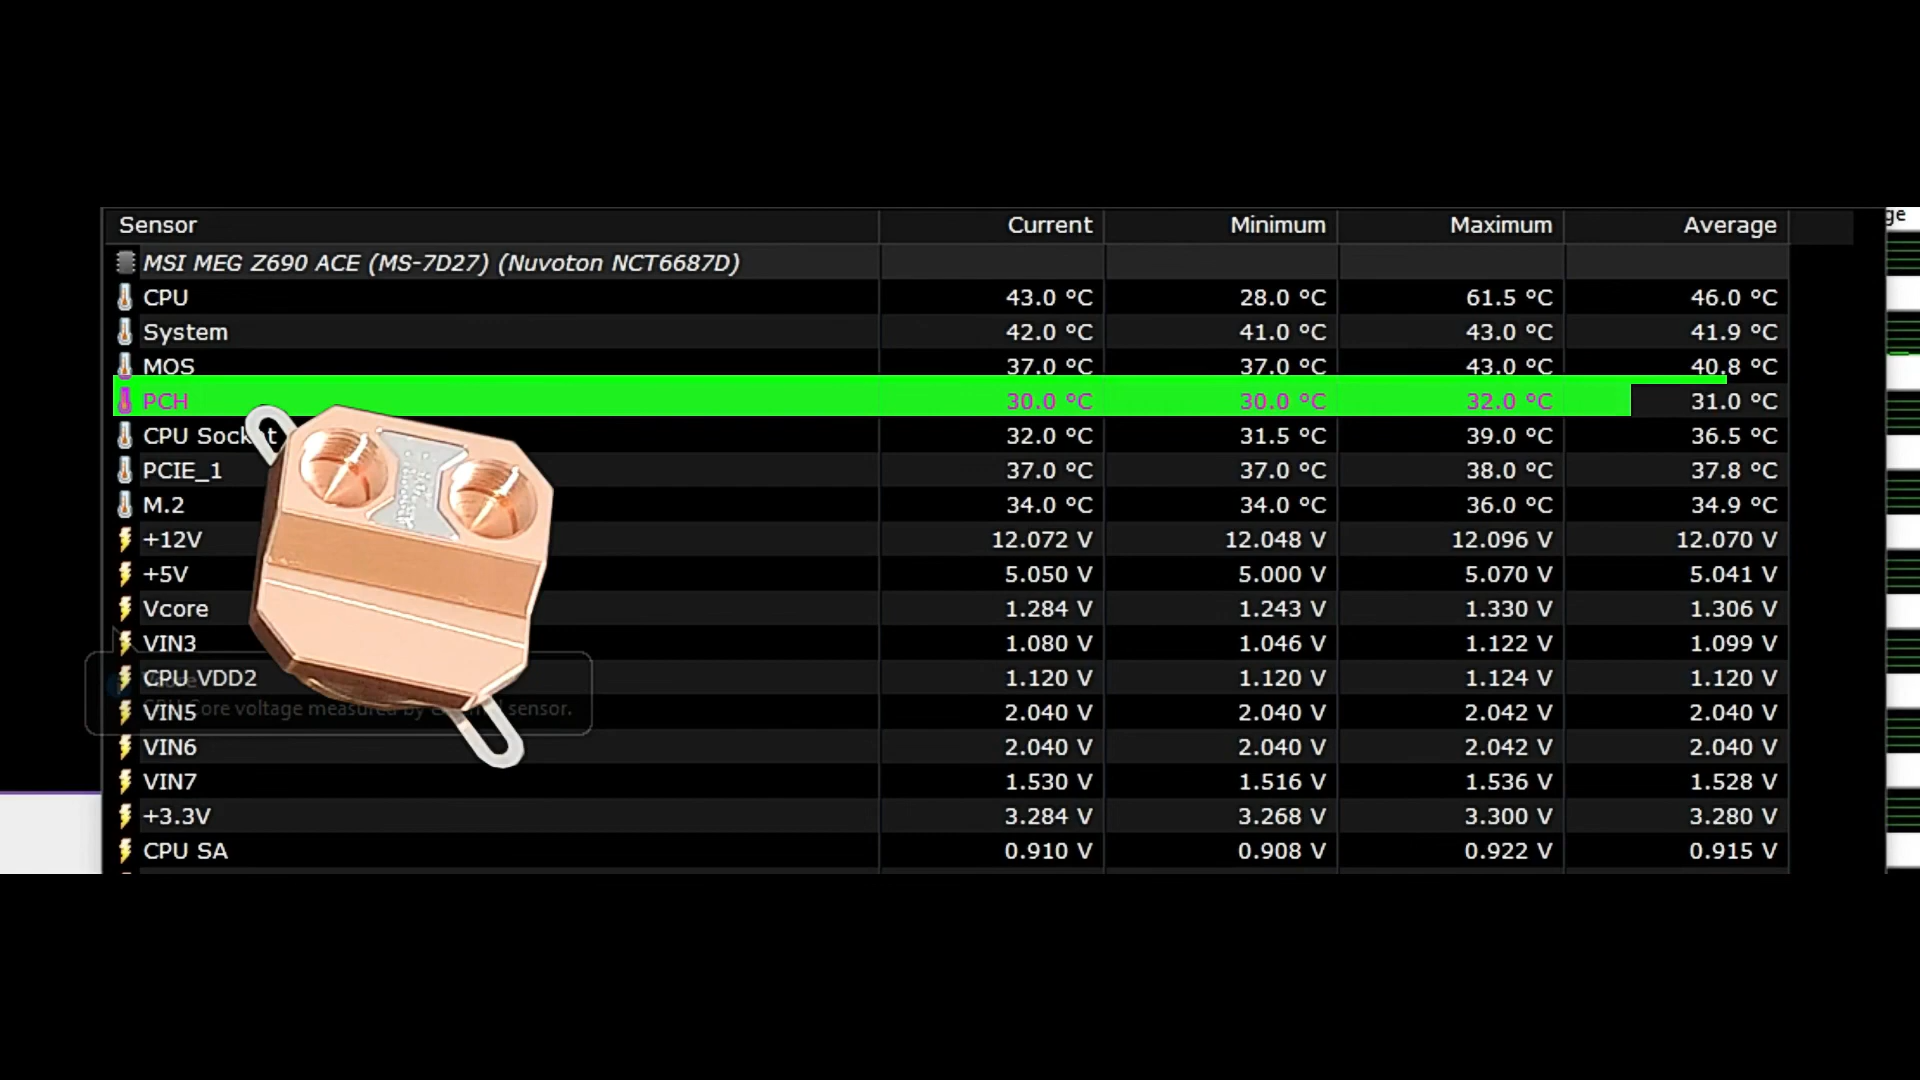 Sensor Current Minimum Maximum Average
ge
MSI MEG Z690 ACE (MS-7D27) (Nuvoton NCT6687D)
CPU 43.0 °C 28.0 °C 61.5 °C 46.0 °C
System 42.0 °C 41.0 °C 43.0 °C 41.9 °C
MOS 37.0 °C 37.0 °C 43.0 °C 40.8 °C
PCH 30.0 °C 30.0 °C 32.0 °C 31.0 °C
CPU Socket 32.0 °C 31.5 °C 39.0 °C 36.5 °C
PCIE_1 37.0 °C 37.0 °C 38.0 °C 37.8 °C
M.2 34.0 °C 34.0 °C 36.0 °C 34.9 °C
+12V 12.072 V 12.048 V 12.096 V 12.070 V
+5V 5.050 V 5.000 V 5.070 V 5.041 V
Vcore 1.284 V 1.243 V 1.330 V 1.306 V
VIN3 1.080 V 1.046 V 1.122 V 1.099 V
CPU VDD2 1.120 V 1.120 V 1.124 V 1.120 V
Core voltage measured by sensor.
VIN5 2.040 V 2.040 V 2.042 V 2.040 V
VIN6 2.040 V 2.040 V 2.042 V 2.040 V
VIN7 1.530 V 1.516 V 1.536 V 1.528 V
+3.3V 3.284 V 3.268 V 3.300 V 3.280 V
CPU SA 0.910 V 0.908 V 0.922 V 0.915 V